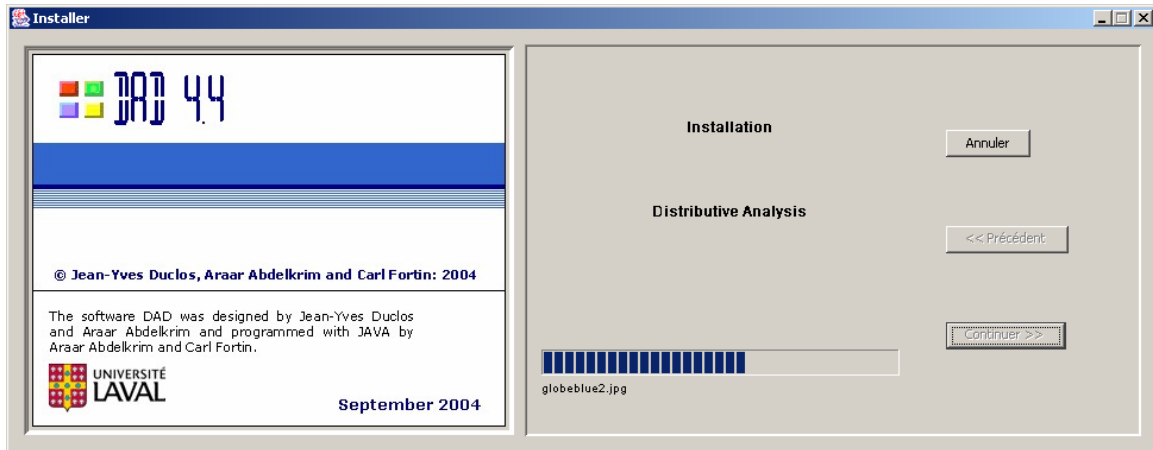 Installer
DAD 4.4
© Jean-Yves Duclos, Araar Abdelkrim and Carl Fortin: 2004
The software DAD was designed by Jean-Yves Duclos
and Araar Abdelkrim and programmed with JAVA by
Araar Abdelkrim and Carl Fortin.
UNIVERSITÉ
LAVAL
September 2004
Installation
Annuler
Distributive Analysis
<< Précédent
Continuer >>
globeblue2.jpg